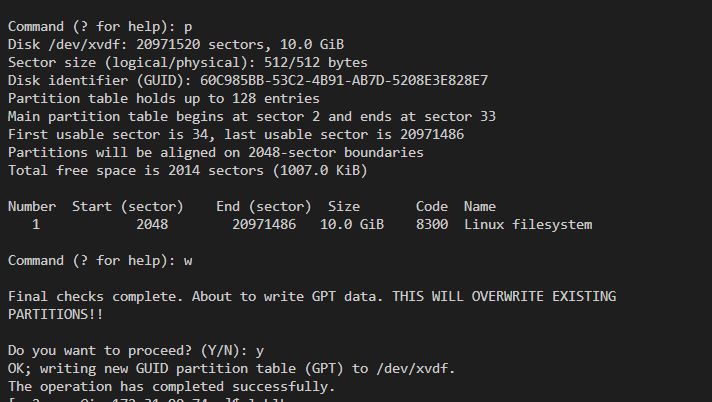 Command (? for help): p
Disk /dev/xvdf: 20971520 sectors, 10.0 GiB
Sector size (logical/physical): 512/512 bytes
Disk identifier (GUID): 60C985BB-53C2-4B91-AB7D-5208E3E828E7
Partition table holds up to 128 entries
Main partition table begins at sector 2 and ends at sector 33
First usable sector is 34, last usable sector is 20971486
Partitions will be aligned on 2048-sector boundaries
Total free space is 2014 sectors (1007.0 KiB)
Number  Start (sector)    End (sector)  Size       Code  Name
   1            2048        20971486   10.0 GiB    8300  Linux filesystem
Command (? for help): w
Final checks complete. About to write GPT data. THIS WILL OVERWRITE EXISTING
PARTITIONS!!
Do you want to proceed? (Y/N): y
OK; writing new GUID partition table (GPT) to /dev/xvdf.
The operation has completed successfully.